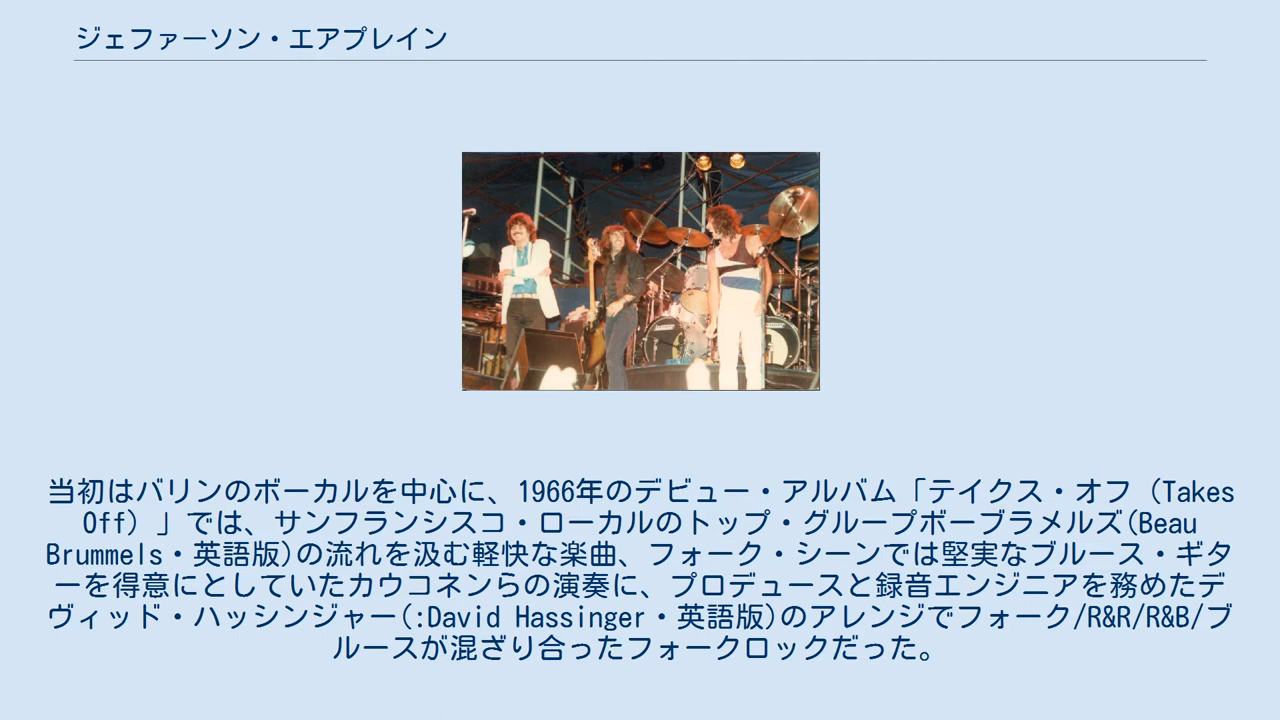 ジェファーソン・エアプレイン
当初はバリンのボーカルを中心に、1966年のデビュー・アルバム「テイクス・オフ（Takes
Off）」では、サンフランシスコ・ローカルのトップ・グループボーブラメルズ(Beau
Brummels・英語版)の流れを汲む軽快な楽曲、フォーク・シーンでは堅実なブルース・ギタ
ーを得意にとしていたカウコネンらの演奏に、プロデュースと録音エンジニアを務めたデ
ヴィッド・ハッシンジャー(:David Hassinger・英語版)のアレンジでフォーク/R&R/R&B/ブ
ルースが混ざり合ったフォークロックだった。